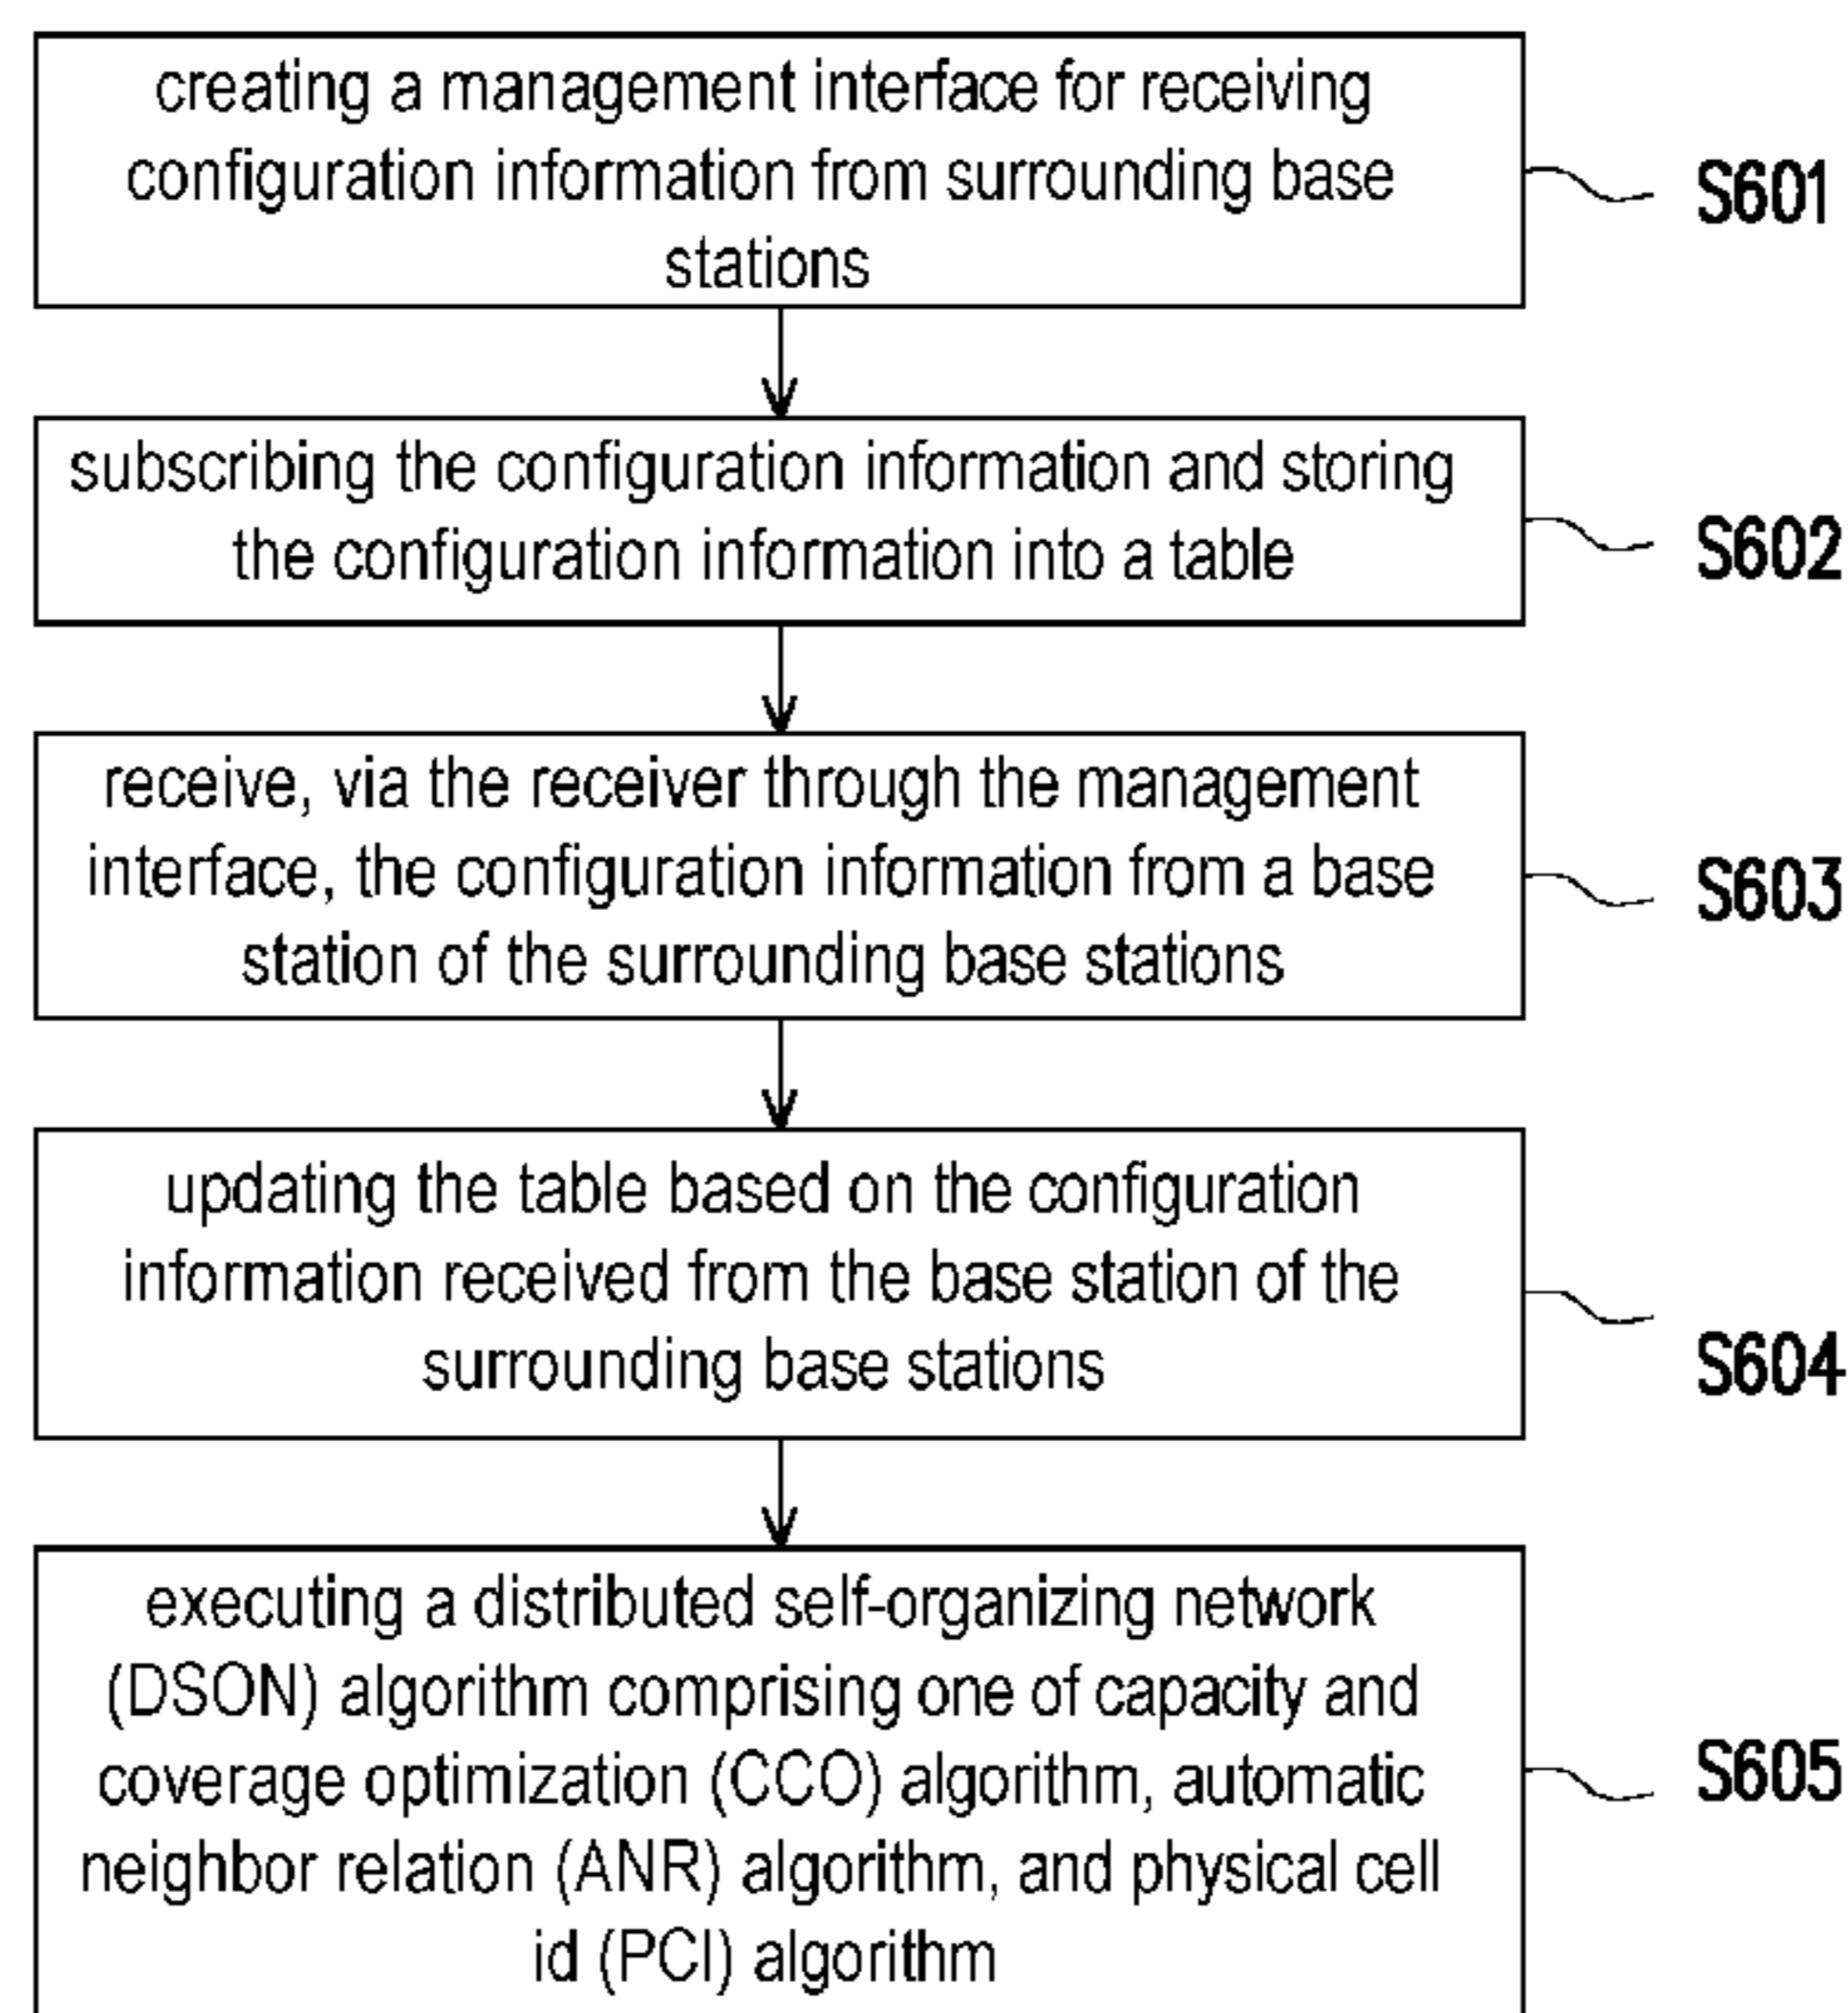 creating a management interface for receiving
configuration information from surrounding base
stations
S601
subscribing the configuration information and storing
the configuration information into a table
S602
receive, via the receiver through the management
interface, the configuration information from a base
station of the surrounding base stations
S603
updating the table based on the configuration
information received from the base station of the
surrounding base stations
S604
executing a distributed self-organizing network
(DSON) algorithm comprising one of capacity and
coverage optimization (CCO) algorithm, automatic
neighbor relation (ANR) algorithm, and physical cell
id (PCI) algorithm
S605